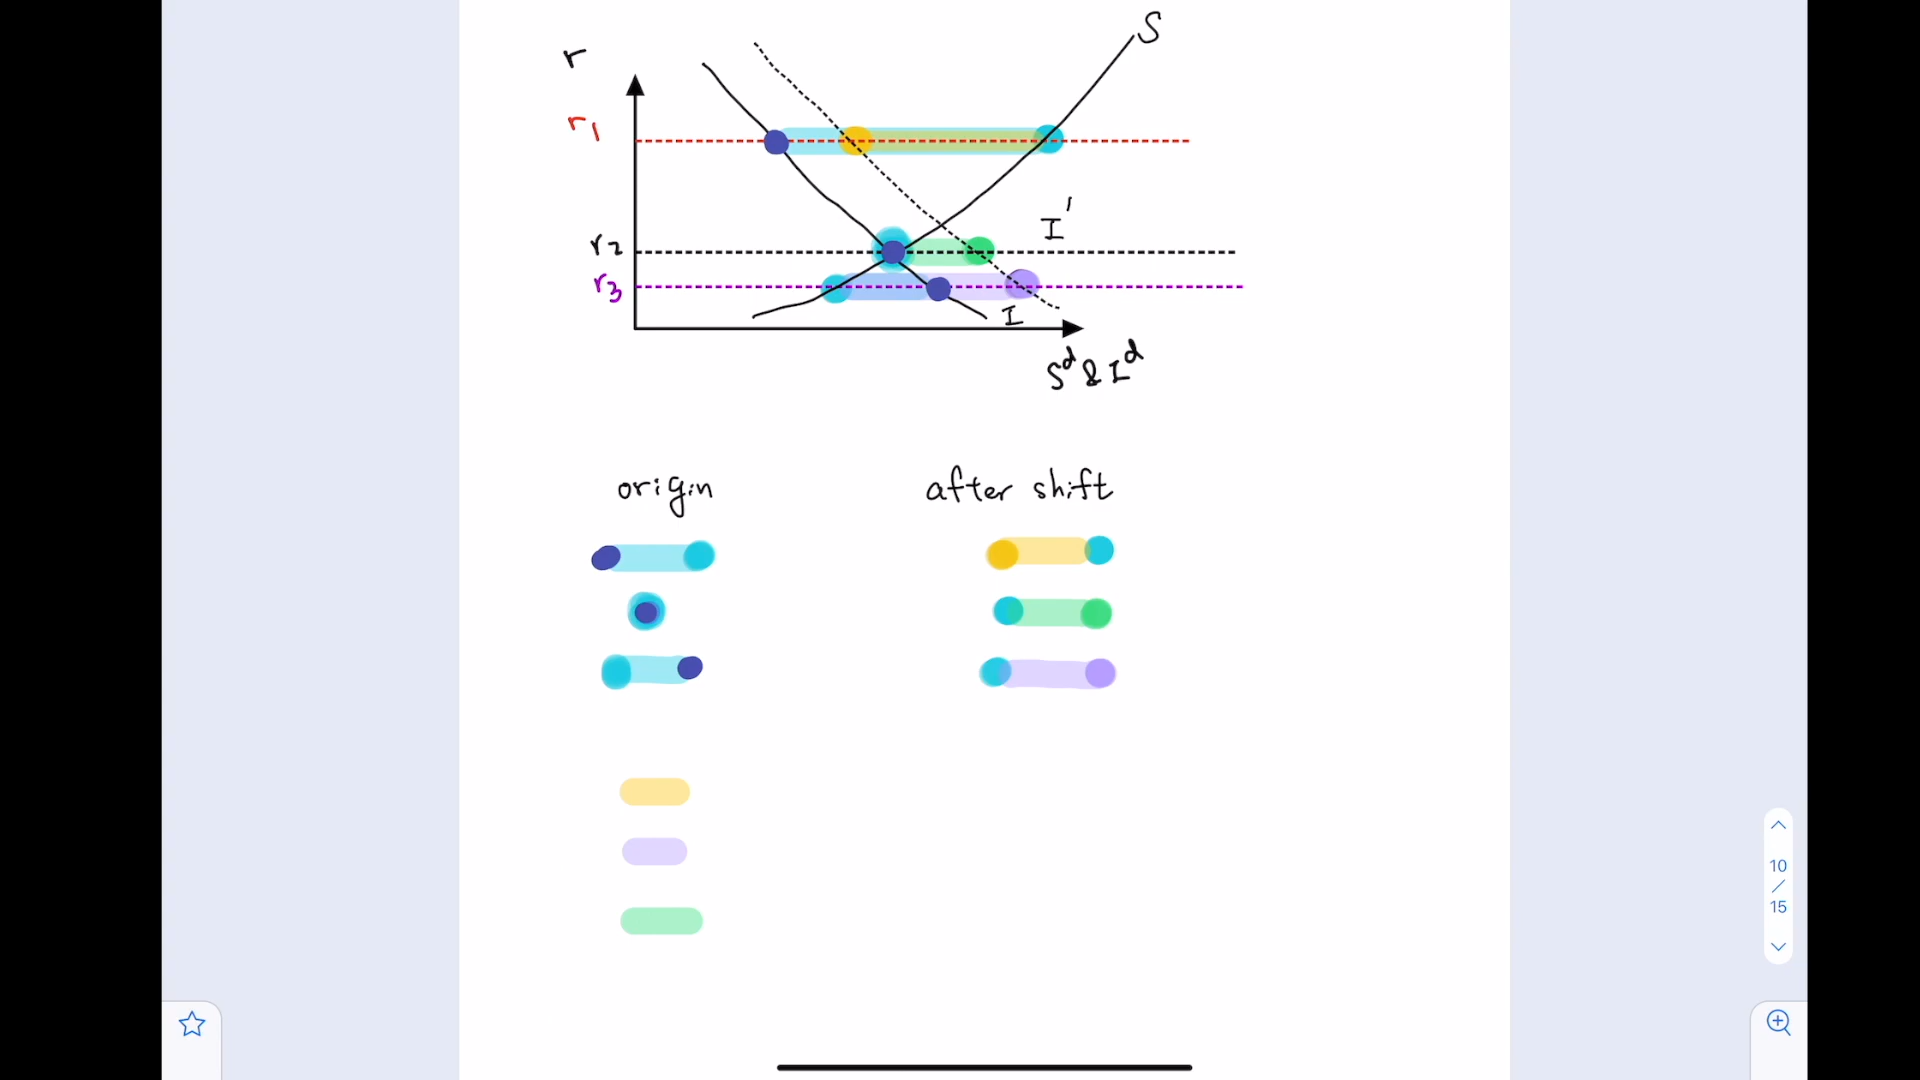 S
r
r1
I'
r2
r3
I
S^d & I^d
origin
after shift
10
/
15